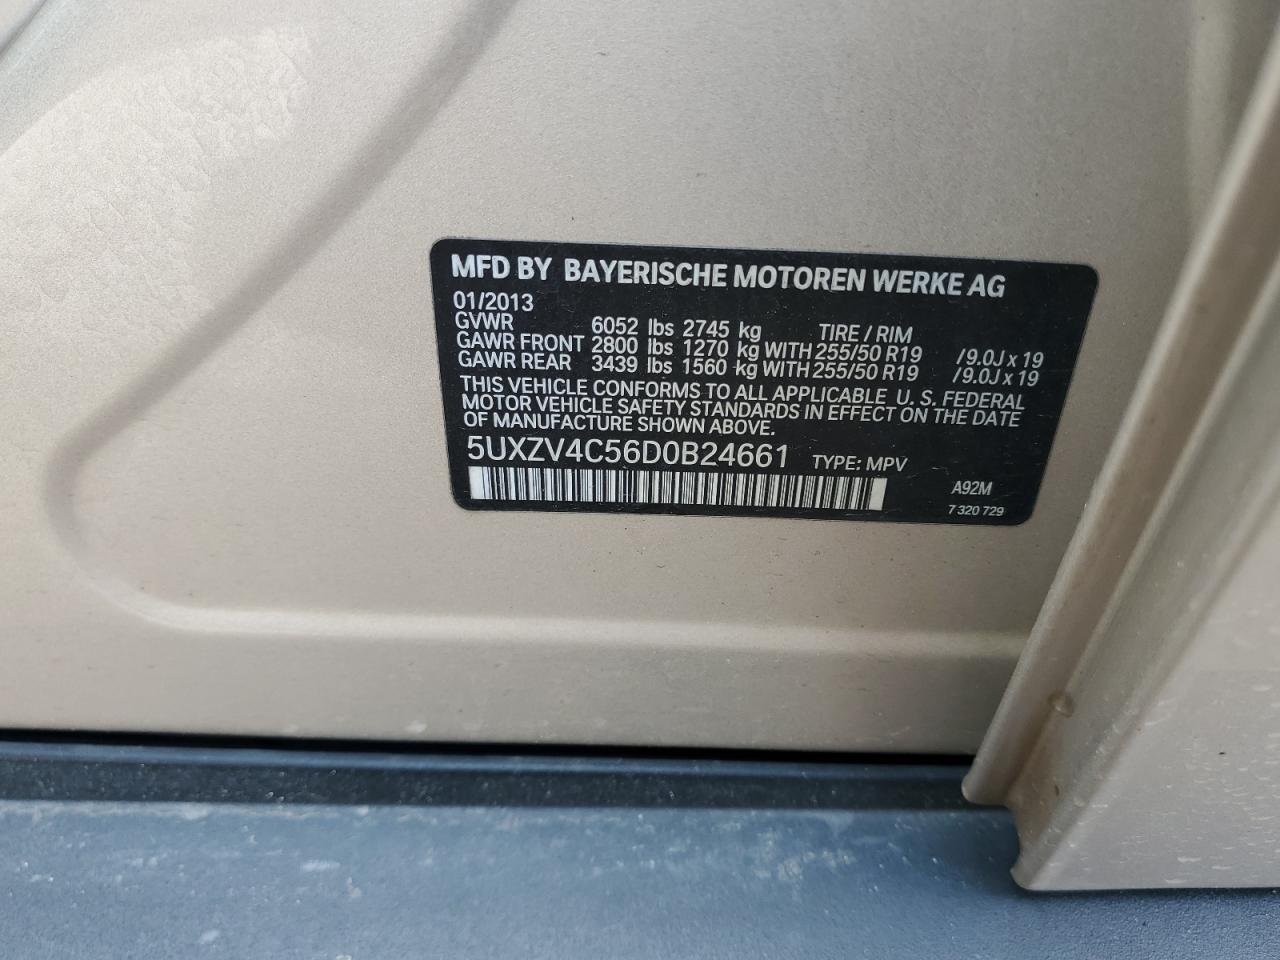 MFD BY BAYERISCHE MOTOREN WERKE AG
01/2013
GVWR 6052 lbs 2745 kg TIRE / RIM
GAWR FRONT 2800 lbs 1270 kg WITH 255/50 R19 /9.0J x 19
GAWR REAR 3439 lbs 1560 kg WITH 255/50 R19 /9.0J x 19
THIS VEHICLE CONFORMS TO ALL APPLICABLE U. S. FEDERAL
MOTOR VEHICLE SAFETY STANDARDS IN EFFECT ON THE DATE
OF MANUFACTURE SHOWN ABOVE.
5UXZV4C56D0B24661 TYPE: MPV
A92M
7 320 729